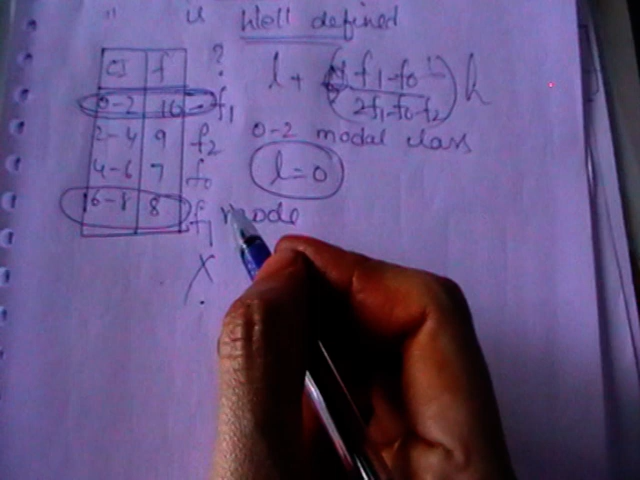 " is Well defined
CI f ? l + (f1-f0 / 2f1-f0-f2) h
0-2 10 - f1
2-4 9 f2 0-2 modal class
4-6 7 f0 l=0
6-8 8 f1 mode
X